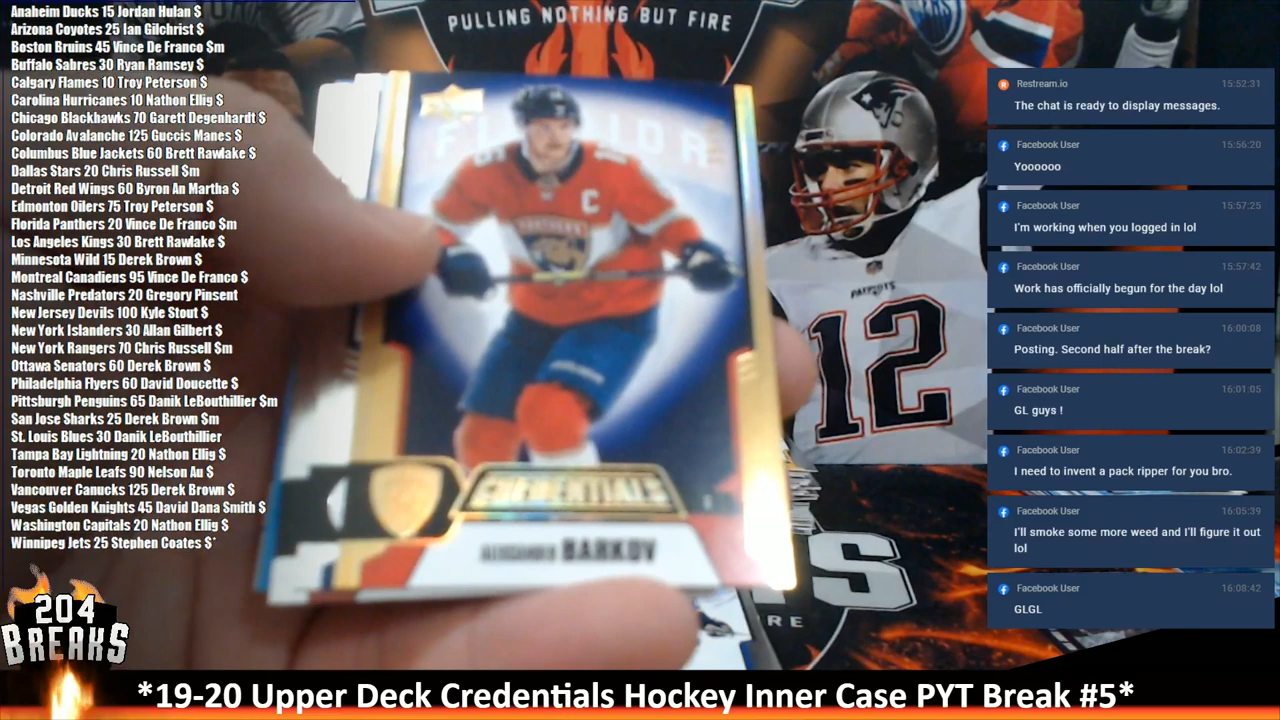 Anaheim Ducks 15 Jordan Hulan $
Arizona Coyotes 25 Ian Gilchrist $
Boston Bruins 45 Vince De Franco $m
Buffalo Sabres 30 Ryan Ramsey $
Calgary Flames 10 Troy Peterson $
Carolina Hurricanes 10 Nathon Ellig $
Chicago Blackhawks 70 Garett Degenhardt $
Colorado Avalanche 125 Guccis Manes $
Columbus Blue Jackets 60 Brett Rawlake $
Dallas Stars 20 Chris Russell $m
Detroit Red Wings 60 Byron An Martha $
Edmonton Oilers 75 Troy Peterson $
Florida Panthers 20 Vince De Franco $m
Los Angeles Kings 30 Brett Rawlake $
Minnesota Wild 15 Derek Brown $
Montreal Canadiens 95 Vince De Franco $
Nashville Predators 20 Gregory Pinsent
New Jersey Devils 100 Kyle Stout $
New York Islanders 30 Allan Gilbert $
New York Rangers 70 Chris Russell $m
Ottawa Senators 60 Derek Brown $
Philadelphia Flyers 60 David Doucette $
Pittsburgh Penguins 65 Danik LeBouthillier $m
San Jose Sharks 25 Derek Brown $m
St. Louis Blues 30 Danik LeBouthillier
Tampa Bay Lightning 20 Nathon Ellig $
Toronto Maple Leafs 90 Nelson Au $
Vancouver Canucks 125 Derek Brown $
Vegas Golden Knights 45 David Dana Smith $
Washington Capitals 20 Nathon Ellig $
Winnipeg Jets 25 Stephen Coates $*
204
BREAKS
PULLING NOTHING BUT FIRE
C
CREDENTIALS
ALEKSANDER BARKOV
PATRIOTS
12
Restream.io 15:52:31
The chat is ready to display messages.
Facebook User 15:56:20
Yoooooo
Facebook User 15:57:25
I'm working when you logged in lol
Facebook User 15:57:42
Work has officially begun for the day lol
Facebook User 16:00:08
Posting. Second half after the break?
Facebook User 16:01:05
GL guys !
Facebook User 16:02:39
I need to invent a pack ripper for you bro.
Facebook User 16:05:39
I'll smoke some more weed and I'll figure it out
lol
Facebook User 16:08:42
GLGL
*19-20 Upper Deck Credentials Hockey Inner Case PYT Break #5*